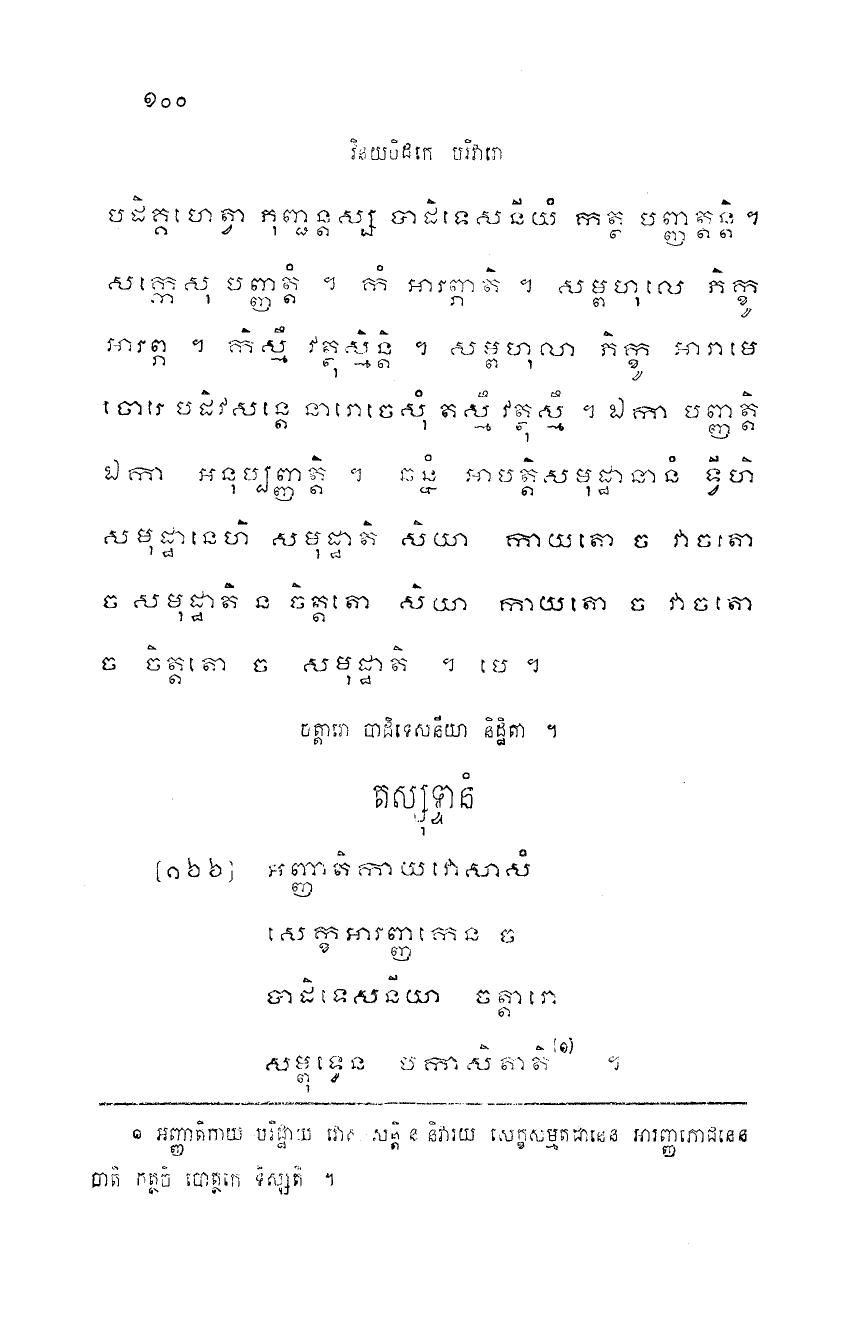 ១០០
វិនយបិដកេ បរិវារោ
បដិគ្គហេត្វា ភុញ្ជន្តស្ស បាដិទេសនីយំ កត្ថ បញ្ញត្តន្តិ ។
សក្កេសុ បញ្ញត្តំ ។ កំ អារព្ភាតិ ។ សម្ពហុលេ ភិក្ខូ
អារព្ភ ។ កិស្មឹ វត្ថុស្មិន្តិ ។ សម្ពហុលា ភិក្ខូ អារាមេ
ចោរេ បដិវសន្តេ នារោចេសុំ តស្មឹ វត្ថុស្មឹ ។ ឯកា បញ្ញត្តិ
ឯកា អនុប្បញ្ញត្តិ ។ ឆន្នំ អាបត្តិសមុដ្ឋានានំ ទ្វីហិ
សមុដ្ឋានេហិ សមុដ្ឋាតិ សិយា កាយតោ ច វាចតោ
ច សមុដ្ឋាតិ ន ចិត្តតោ សិយា កាយតោ ច វាចតោ
ច ចិត្តតោ ច សមុដ្ឋាតិ ។ បេ ។
ចត្តារោ បាដិទេសនីយា និដ្ឋិតា ។
តស្សុទ្ទានំ
[១៦៦] អញ្ញាតិកាយ វោសាសំ
សេក្ខអារញ្ញកេន ច
បាដិទេសនីយា ចត្តារោ
សម្ពុទ្ធេន បកាសិតាតិ (១) ។
១ អញ្ញាតិកាយ បរិដ្ឋាយ សន្តិ ន និវារយ សេក្ខសម្មតដានេន អារញ្ញភោជនេន
បាតិ កត្ថចិ បោត្ថកេ ទិស្សតិ ។